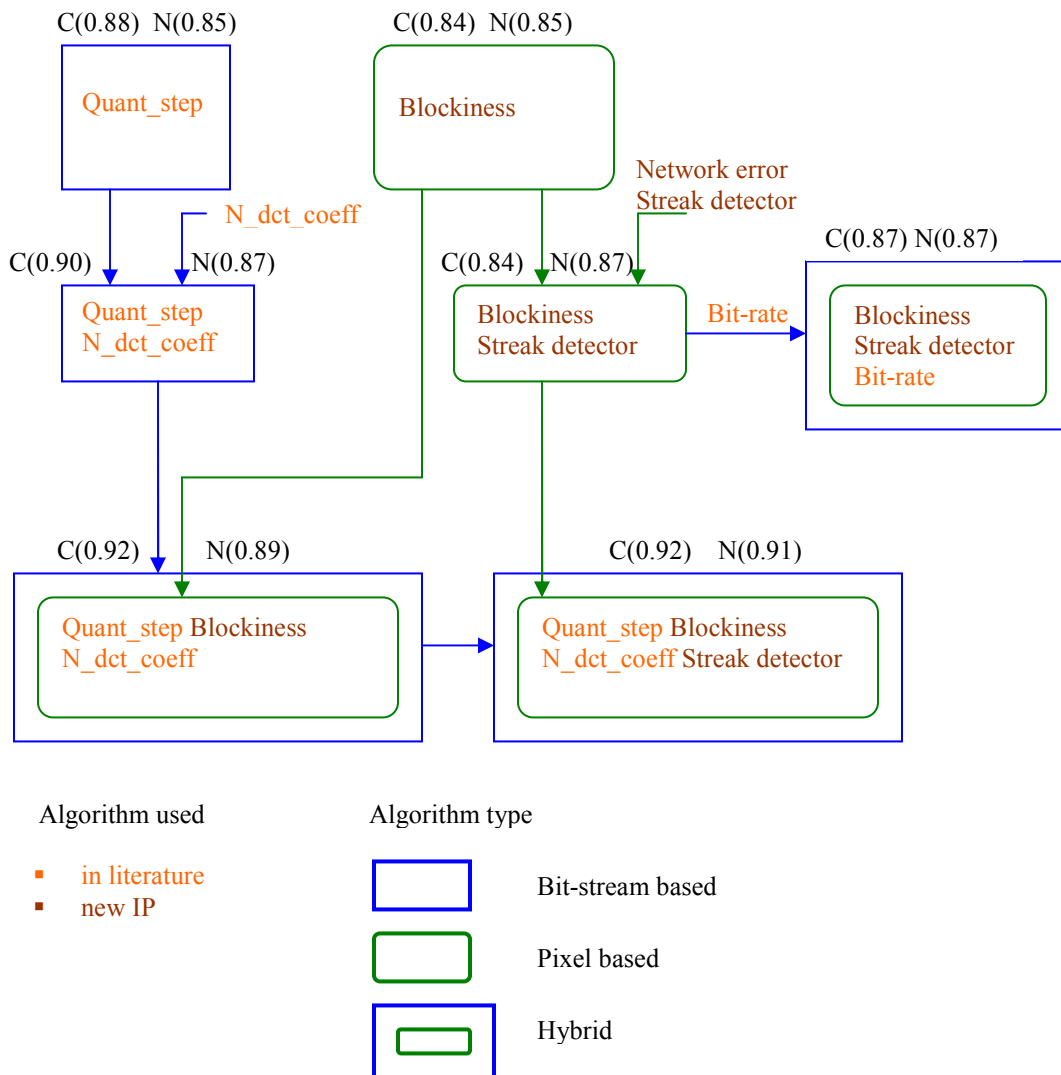 C(0.88) N(0.85)
C(0.84) N(0.85)
Quant_step
Blockiness
Network error
Streak detector
N_dct_coeff
C(0.90) N(0.87)
C(0.84) N(0.87)
C(0.87) N(0.87)
Quant_step
N_dct_coeff
Blockiness
Streak detector
Bit-rate
Blockiness
Streak detector
Bit-rate
C(0.92) N(0.89)
C(0.92) N(0.91)
Quant_step Blockiness
N_dct_coeff
Quant_step Blockiness
N_dct_coeff Streak detector
Algorithm used
▪ in literature
▪ new IP
Algorithm type
Bit-stream based
Pixel based
Hybrid